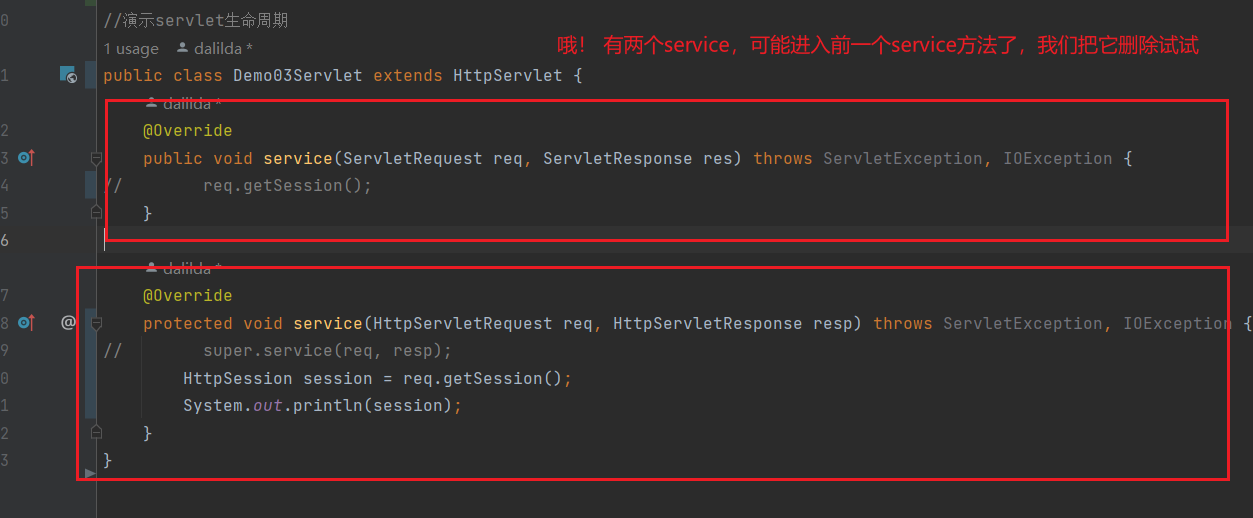 0 //演示servlet生命周期
1 usage dalilda *
哦！ 有两个service，可能进入前一个service方法了，我们把它删除试试
1 public class Demo03Servlet extends HttpServlet {
dalilda *
2 @Override
3 public void service(ServletRequest req, ServletResponse res) throws ServletException, IOException {
4 // req.getSession();
5 }
6
dalilda *
7 @Override
8 @ protected void service(HttpServletRequest req, HttpServletResponse resp) throws ServletException, IOException {
9 // super.service(req, resp);
0 HttpSession session = req.getSession();
1 System.out.println(session);
2 }
3 }